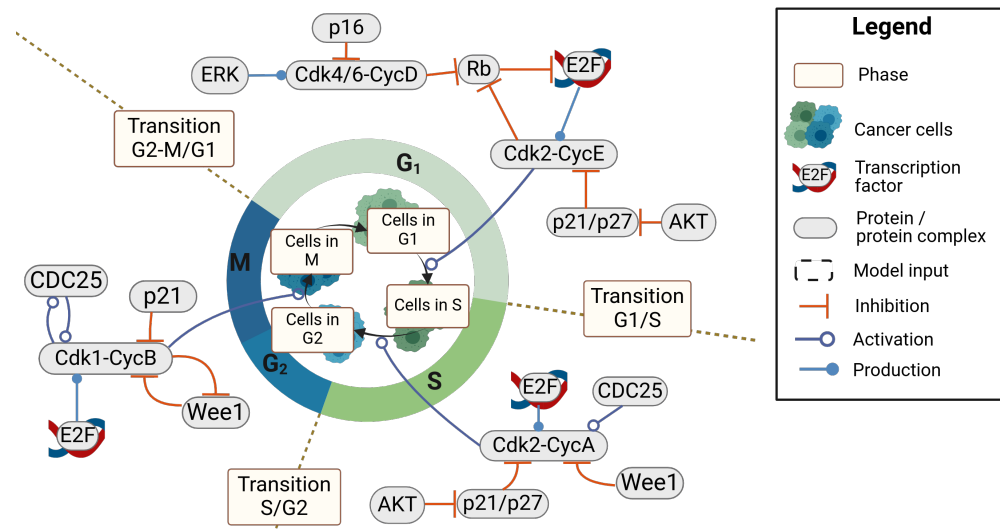 p16
ERK
Cdk4/6-CycD
Rb
E2F
Transition
G2-M/G1
Cdk2-CycE
p21/p27
AKT
G₁
M
S
G₂
Cells in
G1
Cells in
M
Cells in S
Cells in
G2
Transition
G1/S
CDC25
p21
Cdk1-CycB
Wee1
E2F
E2F
CDC25
Cdk2-CycA
Wee1
AKT
p21/p27
Transition
S/G2
Legend
Phase
Cancer cells
E2F
Transcription
factor
Protein /
protein complex
Model input
Inhibition
Activation
Production